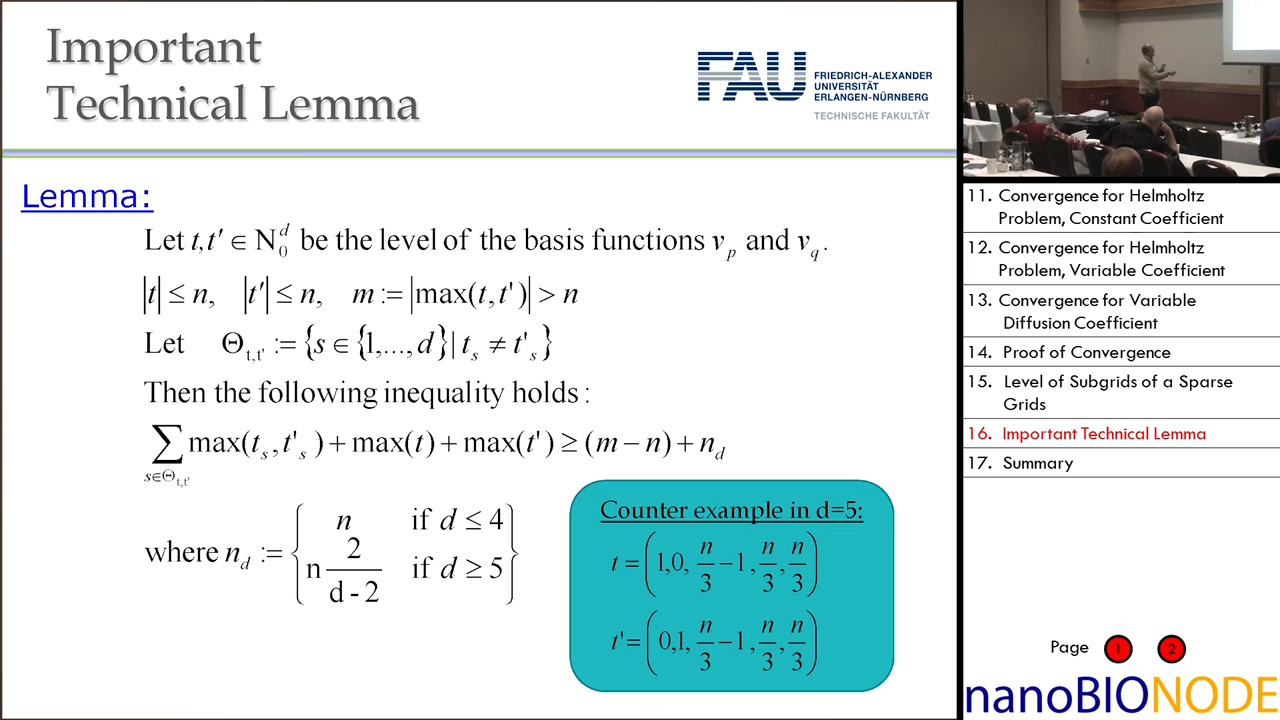 Important
Technical Lemma
FAU
FRIEDRICH-ALEXANDER
UNIVERSITÄT
ERLANGEN-NÜRNBERG
TECHNISCHE FAKULTÄT
Lemma:
Let t,t′ ∈ N₀ᵈ be the level of the basis functions vₚ and v_q.
|t| ≤ n, |t′| ≤ n, m := |max(t,t')| > n
Let Θ_t,t' := {s ∈ {1,...,d} | t_s ≠ t'_s}
Then the following inequality holds:
∑_{s∈Θ_t,t'} max(t_s,t'_s) + max(t) + max(t') ≥ (m − n) + n_d
where n_d := { n if d ≤ 4
n 2/(d - 2) if d ≥ 5 }
Counter example in d=5:
t = (1,0, n/3 −1, n/3, n/3)
t' = (0,1, n/3 −1, n/3, n/3)
11. Convergence for Helmholtz
Problem, Constant Coefficient
12. Convergence for Helmholtz
Problem, Variable Coefficient
13. Convergence for Variable
Diffusion Coefficient
14. Proof of Convergence
15. Level of Subgrids of a Sparse
Grids
16. Important Technical Lemma
17. Summary
Page 1 2
nanoBIONODE